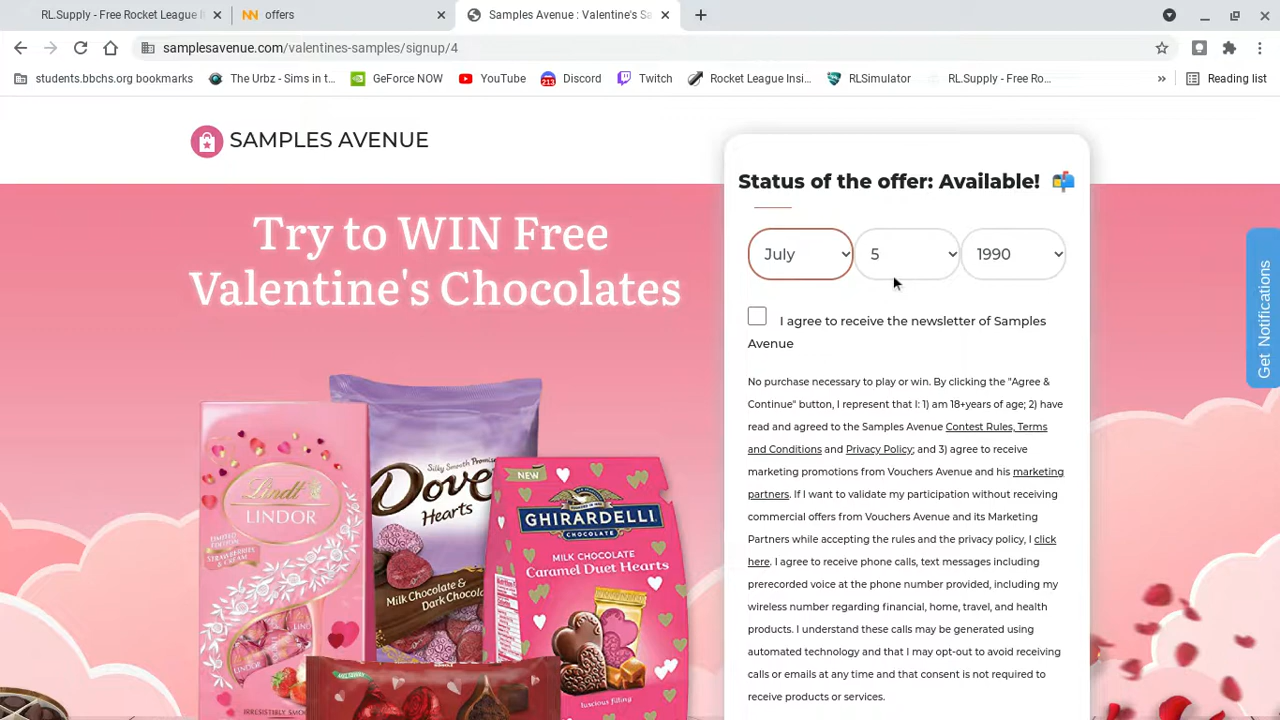 RL.Supply - Free Rocket League I
offers
Samples Avenue : Valentine's Sa
samplesavenue.com/valentines-samples/signup/4
students.bbchs.org bookmarks
The Urbz - Sims in t...
GeForce NOW
YouTube
213
Discord
Twitch
Rocket League Insi...
RLSimulator
RL.Supply - Free Ro...
»
Reading list
SAMPLES AVENUE
Try to WIN Free
Valentine's Chocolates
Lindt
LINDOR
LIMITED EDITION
STRAWBERRIES
& CREAM
Silky Smooth Promise
Dove
Hearts
Milk Chocolate &
Dark Chocol
NEW
GHIRARDELLI
CHOCOLATE
MILK CHOCOLATE
Caramel Duet Hearts
luscious filling
Status of the offer: Available!
July
5
1990
I agree to receive the newsletter of Samples
Avenue
No purchase necessary to play or win. By clicking the "Agree &
Continue" button, I represent that I: 1) am 18+years of age; 2) have
read and agreed to the Samples Avenue Contest Rules, Terms
and Conditions and Privacy Policy; and 3) agree to receive
marketing promotions from Vouchers Avenue and his marketing
partners. If I want to validate my participation without receiving
commercial offers from Vouchers Avenue and its Marketing
Partners while accepting the rules and the privacy policy, I click
here. I agree to receive phone calls, text messages including
prerecorded voice at the phone number provided, including my
wireless number regarding financial, home, travel, and health
products. I understand these calls may be generated using
automated technology and that I may opt-out to avoid receiving
calls or emails at any time and that consent is not required to
receive products or services.
Get Notifications